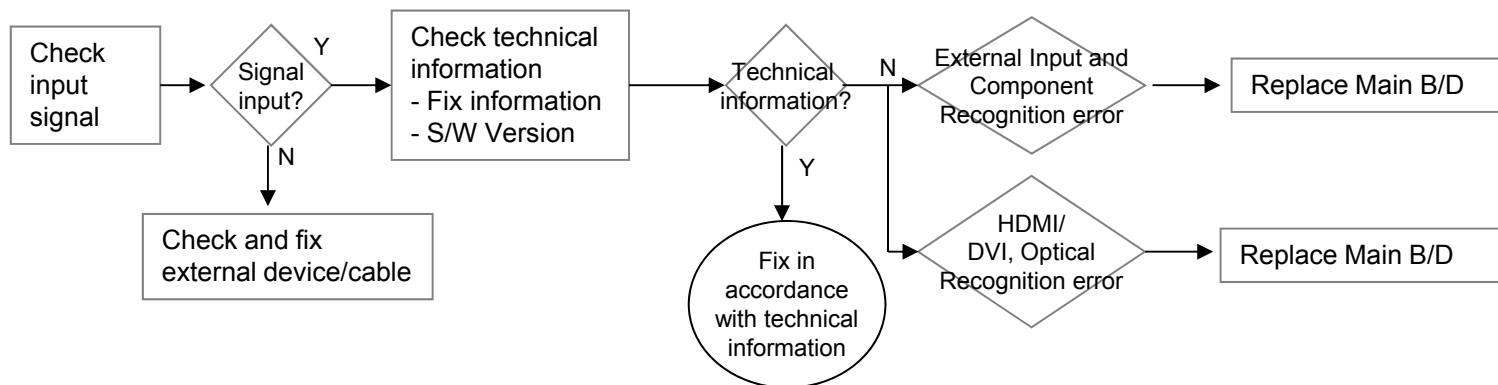 Check
input
signal
Signal
input?
Y
N
Check and fix
external device/cable
Check technical
information
- Fix information
- S/W Version
Technical
information?
N
Y
Fix in
accordance
with technical
information
External Input and
Component
Recognition error
Replace Main B/D
HDMI/
DVI, Optical
Recognition error
Replace Main B/D